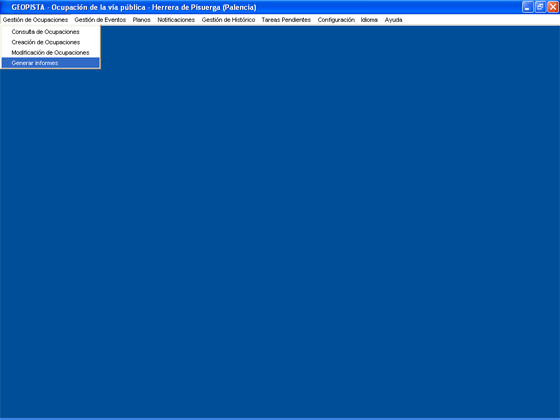 GEOPISTA - Ocupación de la vía pública - Herrera de Pisuerga (Palencia)
Gestión de Ocupaciones Gestión de Eventos Planos Notificaciones Gestión de Histórico Tareas Pendientes Configuración Idioma Ayuda
Consulta de Ocupaciones
Creación de Ocupaciones
Modificación de Ocupaciones
Generar informes